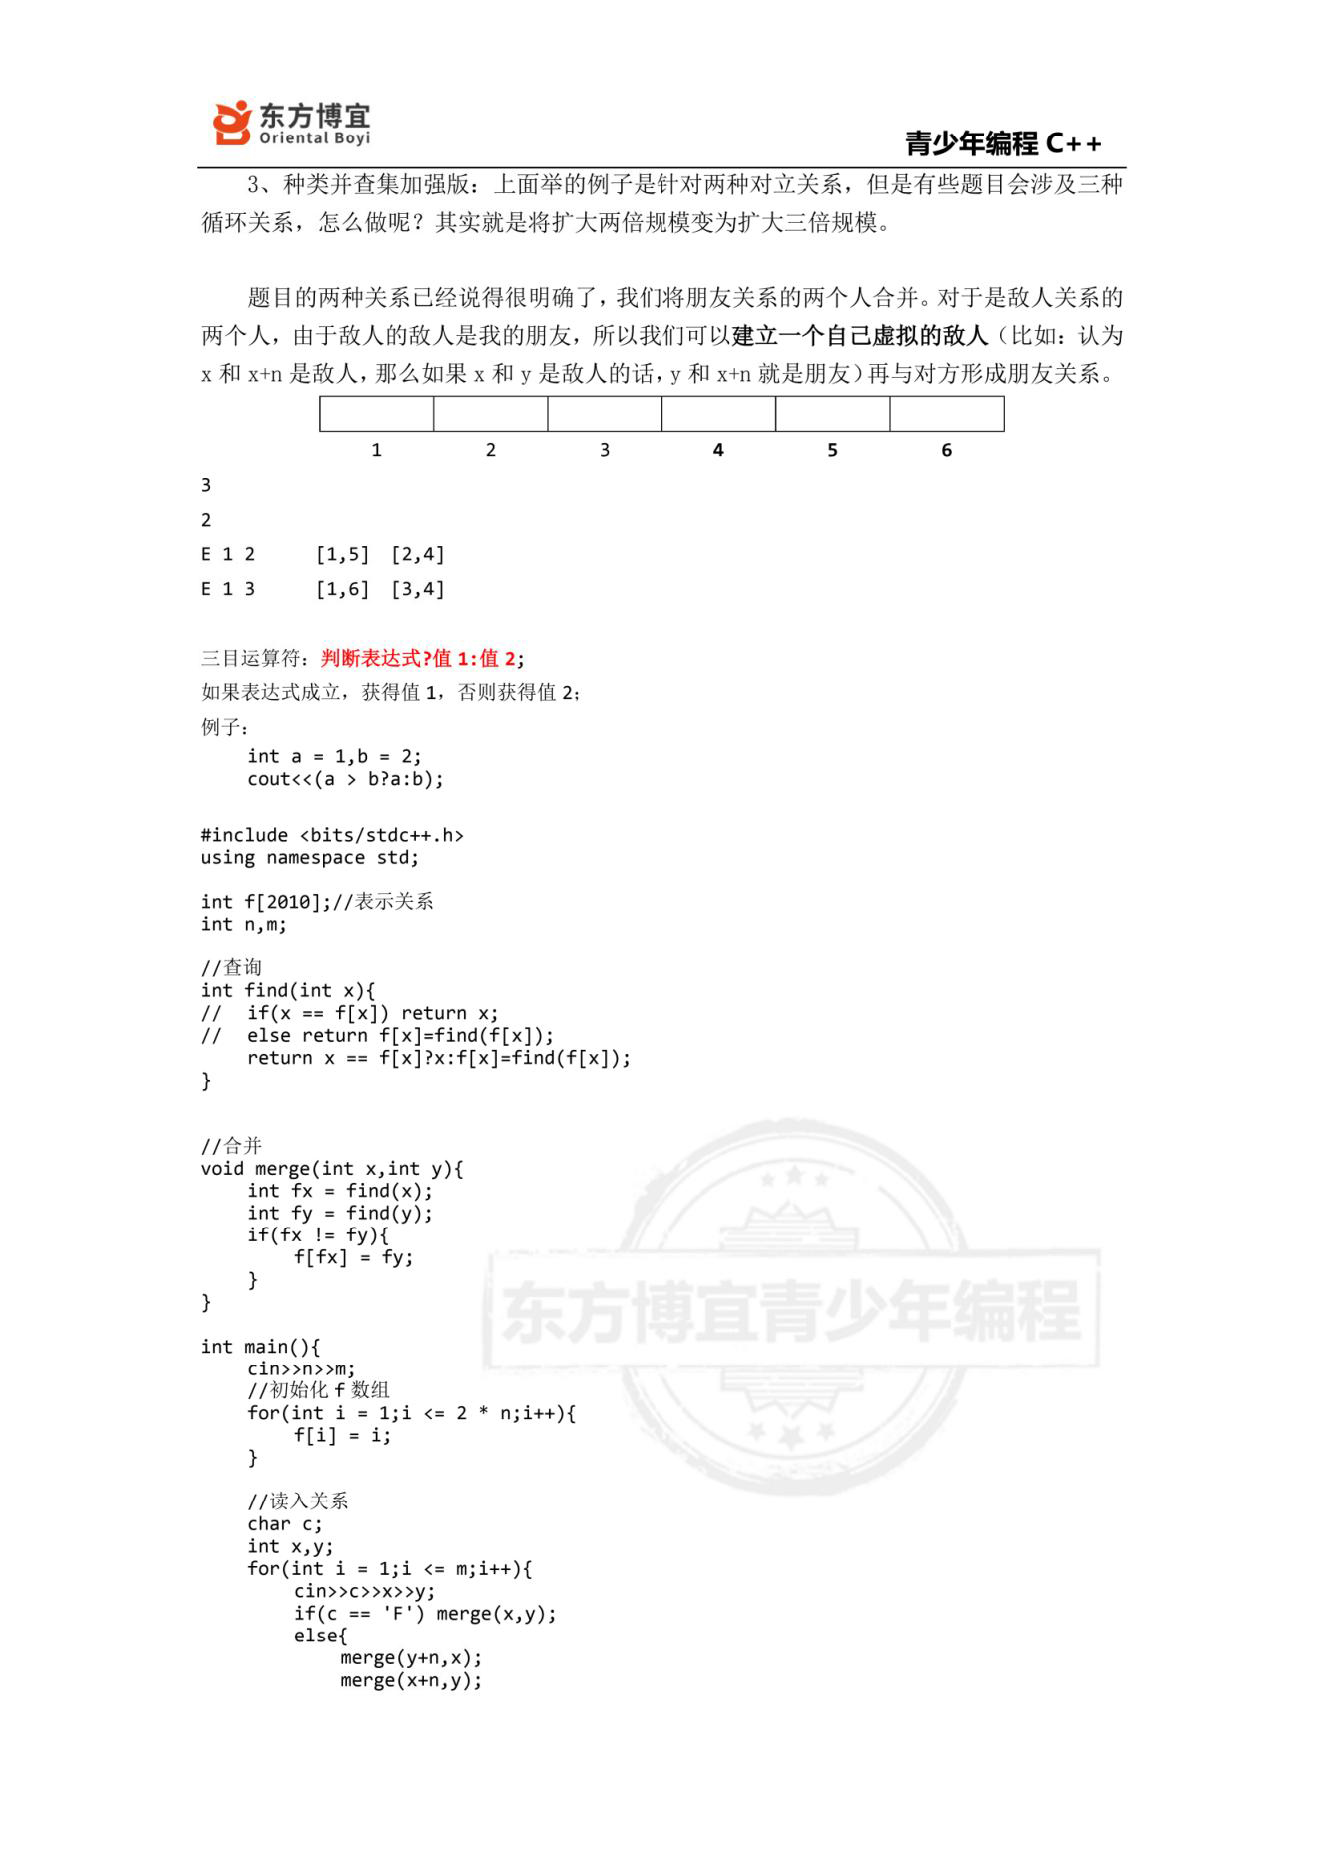 东方博宜
Oriental Boyi
青少年编程 C++
3、种类并查集加强版：上面举的例子是针对两种对立关系，但是有些题目会涉及三种
循环关系，怎么做呢？其实就是将扩大两倍规模变为扩大三倍规模。
题目的两种关系已经说得很明确了，我们将朋友关系的两个人合并。对于是敌人关系的
两个人，由于敌人的敌人是我的朋友，所以我们可以建立一个自己虚拟的敌人（比如：认为
x 和 x+n 是敌人，那么如果 x 和 y 是敌人的话，y 和 x+n 就是朋友）再与对方形成朋友关系。
1 2 3 4 5 6
3
2
E 1 2 [1,5] [2,4]
E 1 3 [1,6] [3,4]
三目运算符：判断表达式?值 1:值 2;
如果表达式成立，获得值 1，否则获得值 2；
例子：
int a = 1,b = 2;
cout<<(a > b?a:b);
#include <bits/stdc++.h>
using namespace std;
int f[2010];//表示关系
int n,m;
//查询
int find(int x){
// if(x == f[x]) return x;
// else return f[x]=find(f[x]);
return x == f[x]?x:f[x]=find(f[x]);
}
//合并
void merge(int x,int y){
int fx = find(x);
int fy = find(y);
if(fx != fy){
f[fx] = fy;
}
}
东方博宜青少年编程
int main(){
cin>>n>>m;
//初始化 f 数组
for(int i = 1;i <= 2 * n;i++){
f[i] = i;
}
//读入关系
char c;
int x,y;
for(int i = 1;i <= m;i++){
cin>>c>>x>>y;
if(c == 'F') merge(x,y);
else{
merge(y+n,x);
merge(x+n,y);